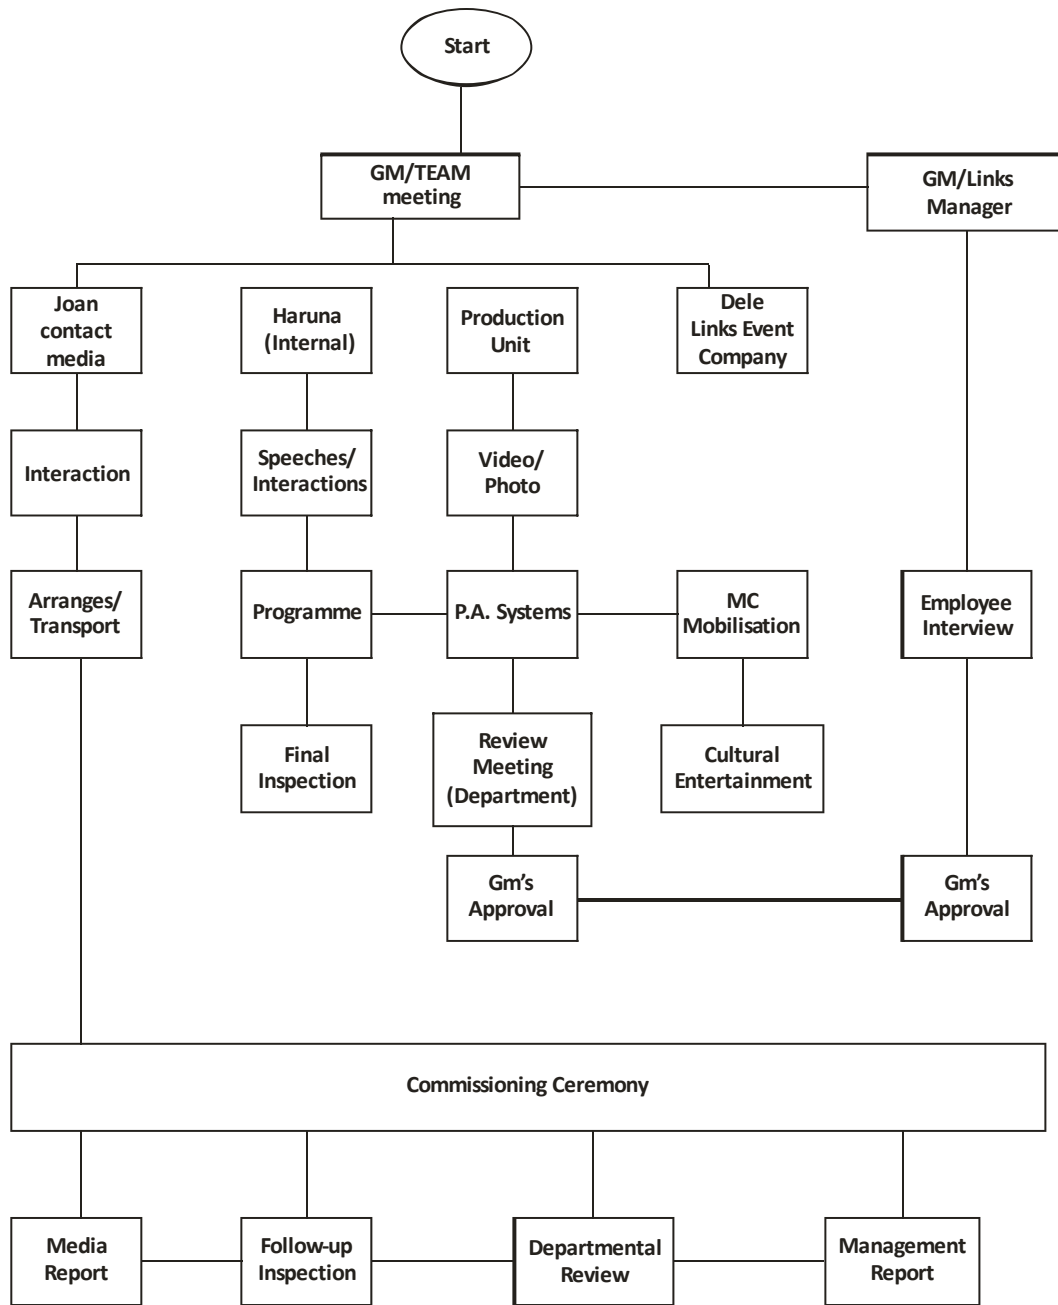 Start
GM/TEAM
meeting
GM/Links
Manager
Joan
contact
media
Haruna
(Internal)
Production
Unit
Dele
Links Event
Company
Interaction
Speeches/
Interactions
Video/
Photo
Arranges/
Transport
Programme
P.A. Systems
MC
Mobilisation
Employee
Interview
Final
Inspection
Review
Meeting
(Department)
Cultural
Entertainment
Gm's
Approval
Gm's
Approval
Commissioning Ceremony
Media
Report
Follow-up
Inspection
Departmental
Review
Management
Report